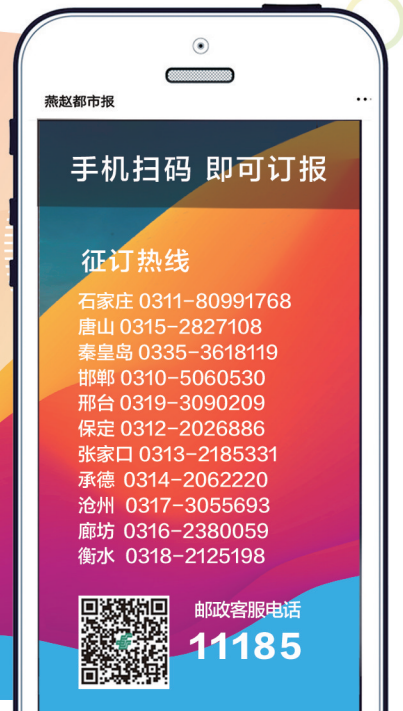 燕赵都市报
手机扫码 即可订报
征订热线
石家庄 0311-80991768
唐山 0315-2827108
秦皇岛 0335-3618119
邯郸 0310-5060530
邢台 0319-3090209
保定 0312-2026886
张家口 0313-2185331
承德 0314-2062220
沧州 0317-3055693
廊坊 0316-2380059
衡水 0318-2125198
邮政客服电话
11185